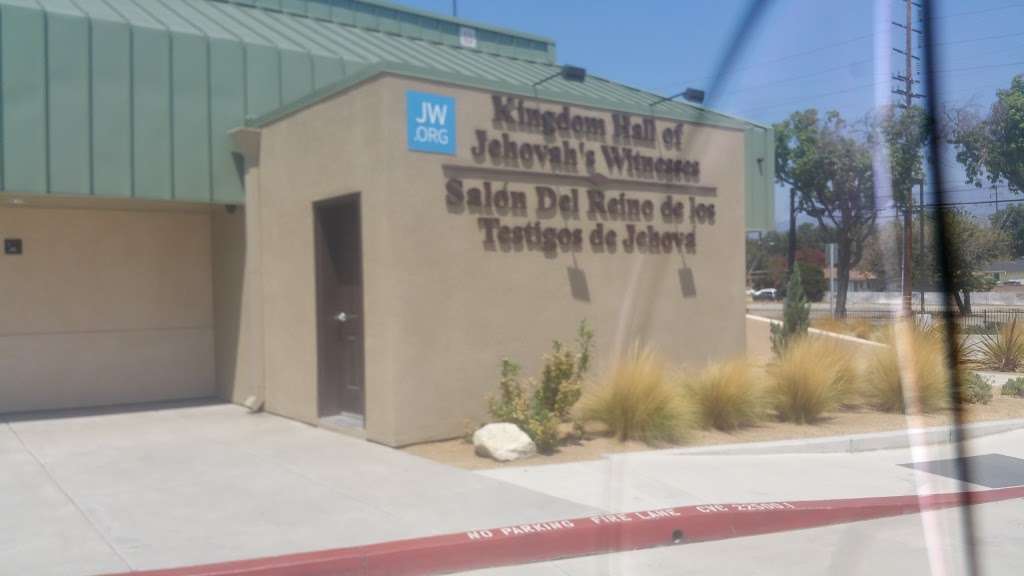 JW
.ORG
Kingdom Hall of
Jehovah's Witnesses
Salón Del Reino de los
Testigos de Jehová
NO PARKING FIRE LANE CVC 22500.1